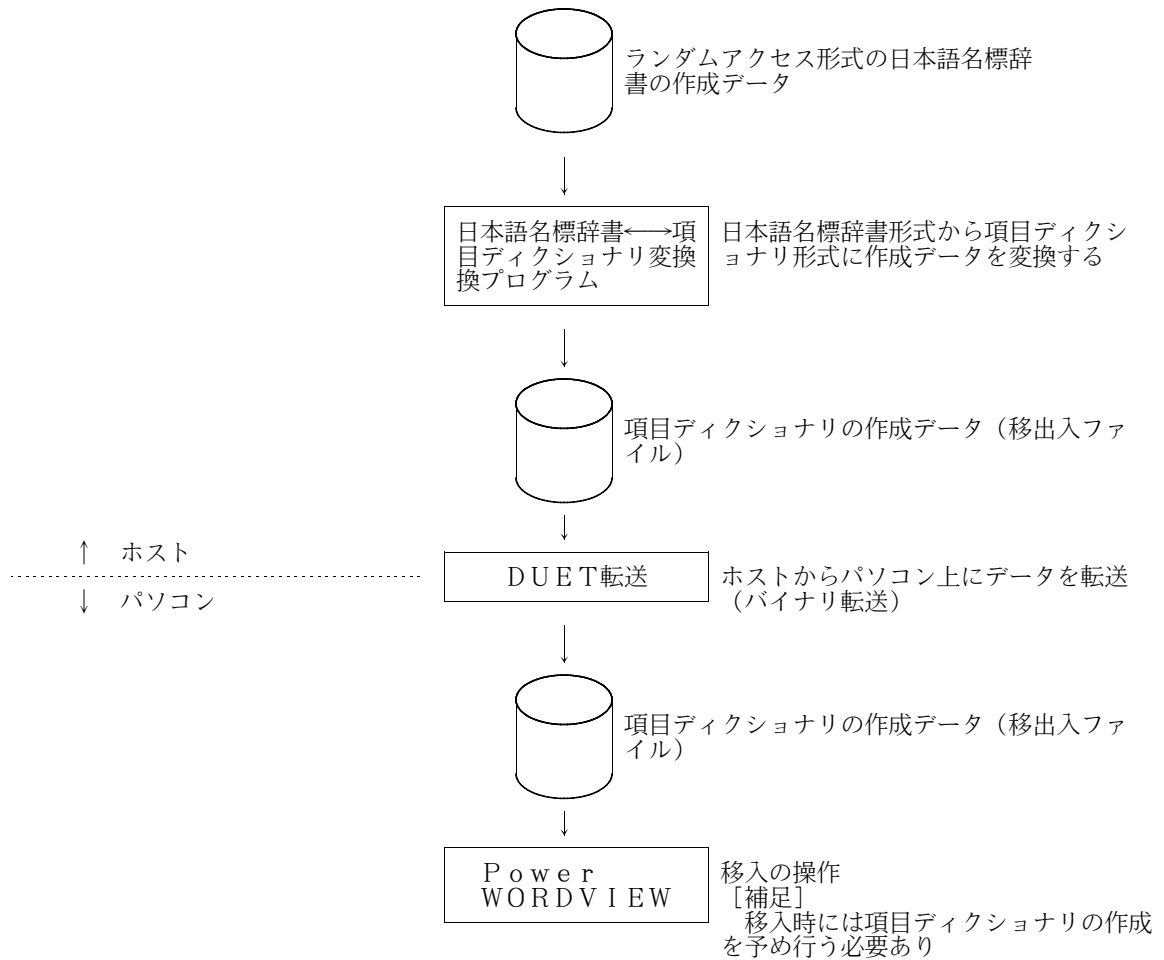 ランダムアクセス形式の日本語名標辞
書の作成データ
↓
日本語名標辞書←→項
目ディクショナリ変換
換プログラム
日本語名標辞書形式から項目ディクシ
ョナリ形式に作成データを変換する
↓
項目ディクショナリの作成データ（移出入ファ
イル）
↓
↑　ホスト
↓　パソコン
ＤＵＥＴ転送
ホストからパソコン上にデータを転送
（バイナリ転送）
↓
項目ディクショナリの作成データ（移出入ファ
イル）
↓
Ｐｏｗｅｒ
ＷＯＲＤＶＩＥＷ
移入の操作
［補足］
　移入時には項目ディクショナリの作成
を予め行う必要あり